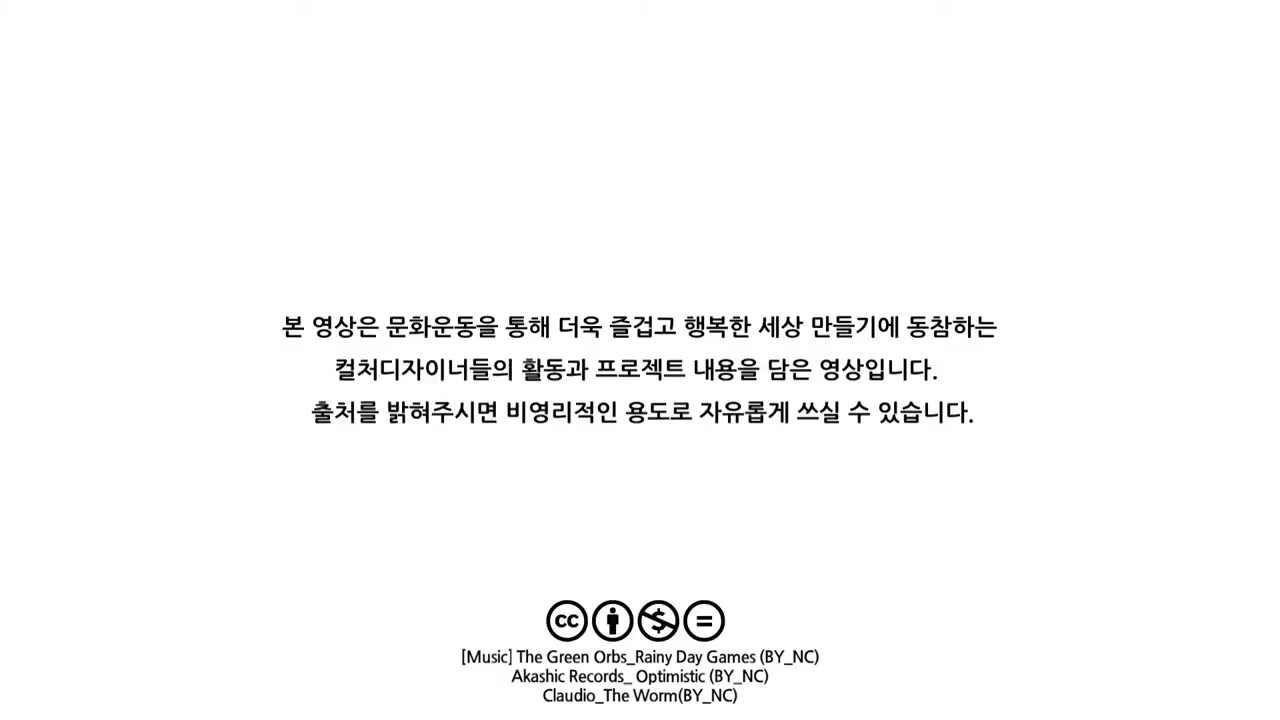 본 영상은 문화운동을 통해 더욱 즐겁고 행복한 세상 만들기에 동참하는
컬처디자이너들의 활동과 프로젝트 내용을 담은 영상입니다.
출처를 밝혀주시면 비영리적인 용도로 자유롭게 쓰실 수 있습니다.
cc
[Music] The Green Orbs_Rainy Day Games (BY_NC)
Akashic Records_ Optimistic (BY_NC)
Claudio_The Worm(BY_NC)